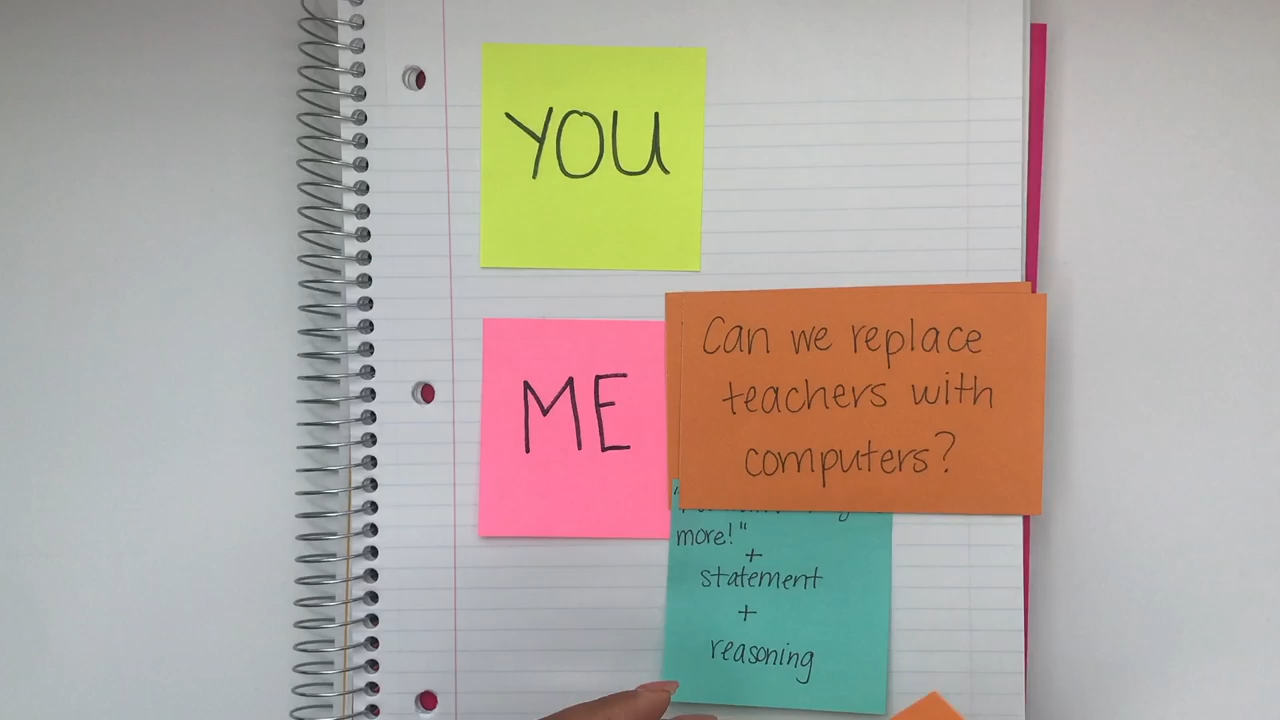 YOU
ME
Can we replace
teachers with
computers?
more!"
+
statement
+
reasoning